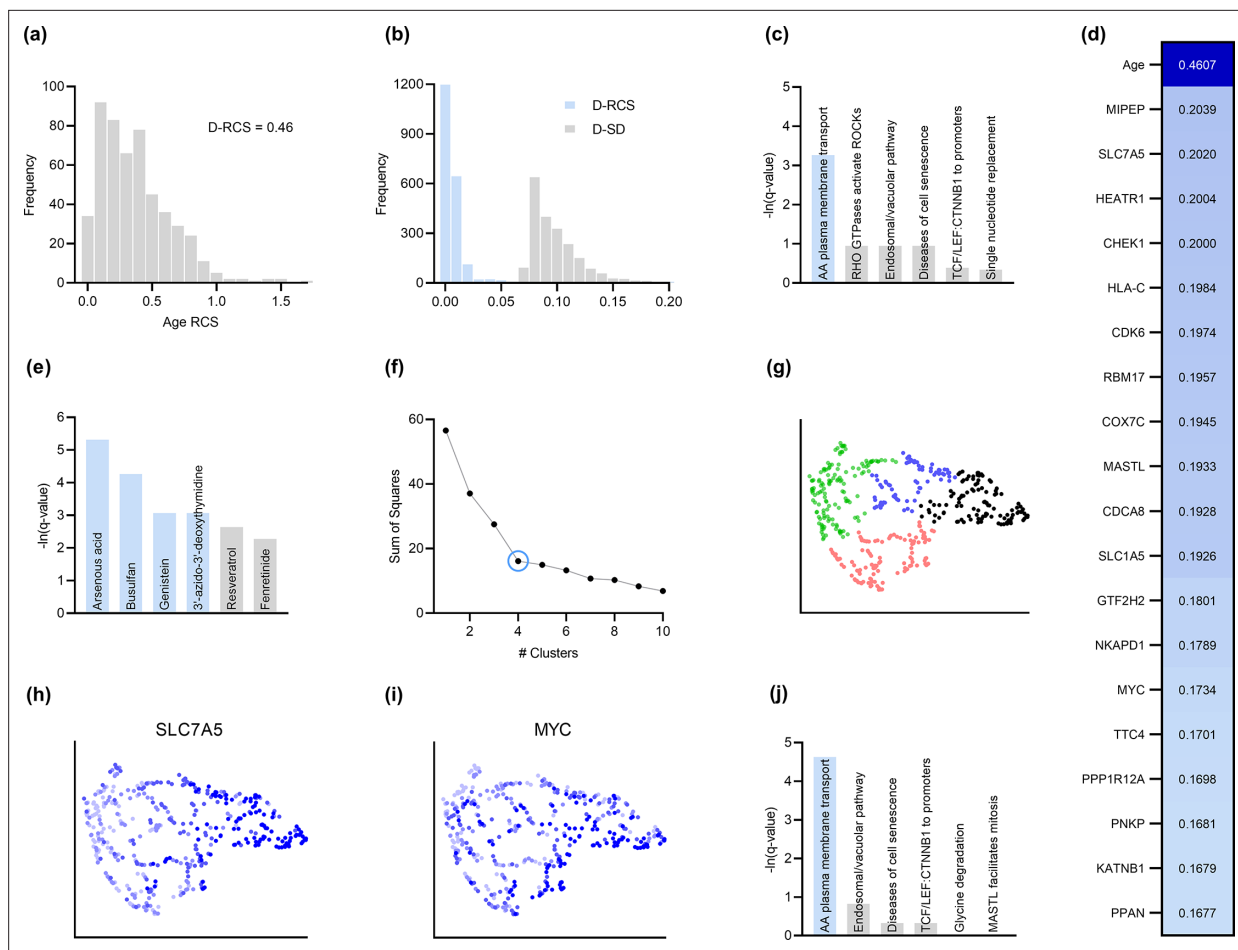 (a)
100
80
60
40
20
0
Frequency
D-RCS = 0.46
0.0
0.5
1.0
1.5
Age RCS
(b)
1200
900
600
300
0
Frequency
D-RCS
D-SD
0.00
0.05
0.10
0.15
0.20
(c)
5
4
3
2
1
0
-ln(q-value)
AA plasma membrane transport
RHO GTPases activate ROCKs
Endosomal/vacuolar pathway
Diseases of cell senescence
TCF/LEF:CTNNB1 to promoters
Single nucleotide replacement
(d)
Age 0.4607
MIPEP 0.2039
SLC7A5 0.2020
HEATR1 0.2004
CHEK1 0.2000
HLA-C 0.1984
CDK6 0.1974
RBM17 0.1957
COX7C 0.1945
MASTL 0.1933
CDCA8 0.1928
SLC1A5 0.1926
GTF2H2 0.1801
NKAPD1 0.1789
MYC 0.1734
TTC4 0.1701
PPP1R12A 0.1698
PNKP 0.1681
KATNB1 0.1679
PPAN 0.1677
(e)
6
5
4
3
2
1
0
-ln(q-value)
Arsenous acid
Busulfan
Genistein
3'-azido-3'-deoxythymidine
Resveratrol
Fenretinide
(f)
60
40
20
0
Sum of Squares
2
4
6
8
10
# Clusters
(g)
(h)
SLC7A5
(i)
MYC
(j)
5
4
3
2
1
0
-ln(q-value)
AA plasma membrane transport
Endosomal/vacuolar pathway
Diseases of cell senescence
TCF/LEF:CTNNB1 to promoters
Glycine degradation
MASTL facilitates mitosis